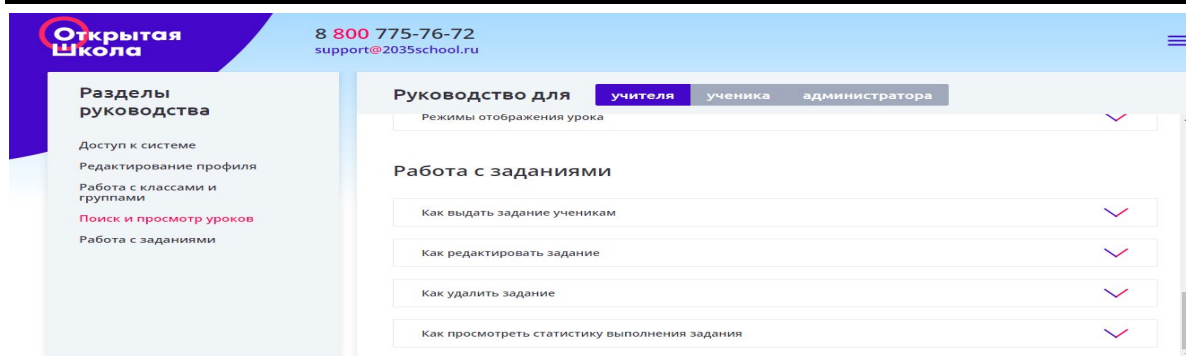 Открытая
Школа
8 800 775-76-72
support@2035school.ru
Разделы
руководства
Доступ к системе
Редактирование профиля
Работа с классами и
группами
Поиск и просмотр уроков
Работа с заданиями
Руководство для учителя ученика администратора
Режимы отображения урока
Работа с заданиями
Как выдать задание ученикам
Как редактировать задание
Как удалить задание
Как просмотреть статистику выполнения задания